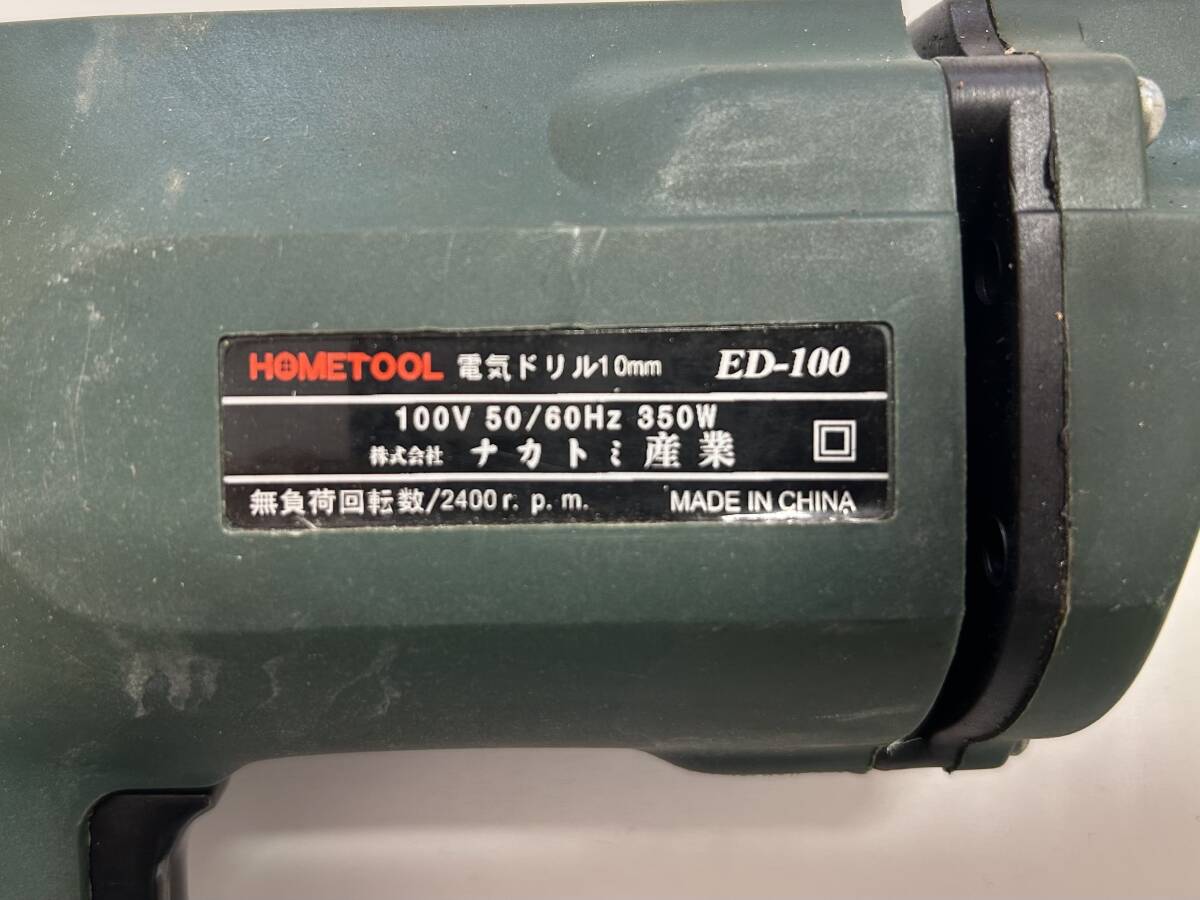 HOMETOOL 電気ドリル10mm ED-100
100V 50/60Hz 350W
株式会社 ナカトミ産業
無負荷回転数/2400r. p. m. MADE IN CHINA